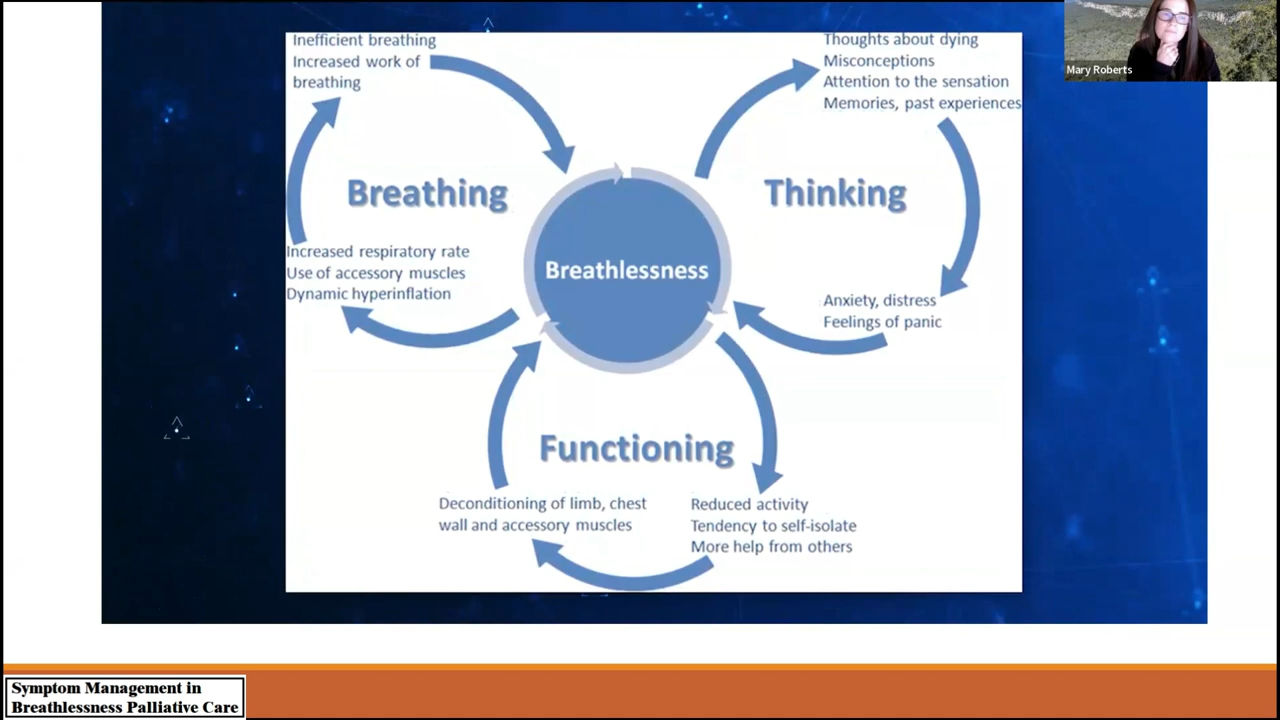 Inefficient breathing
Increased work of
breathing
Thoughts about dying
Misconceptions
Attention to the sensation
Memories, past experiences
Mary Roberts
Breathing
Thinking
Increased respiratory rate
Use of accessory muscles
Dynamic hyperinflation
Breathlessness
Anxiety, distress
Feelings of panic
Functioning
Deconditioning of limb, chest
wall and accessory muscles
Reduced activity
Tendency to self-isolate
More help from others
Symptom Management in
Breathlessness Palliative Care